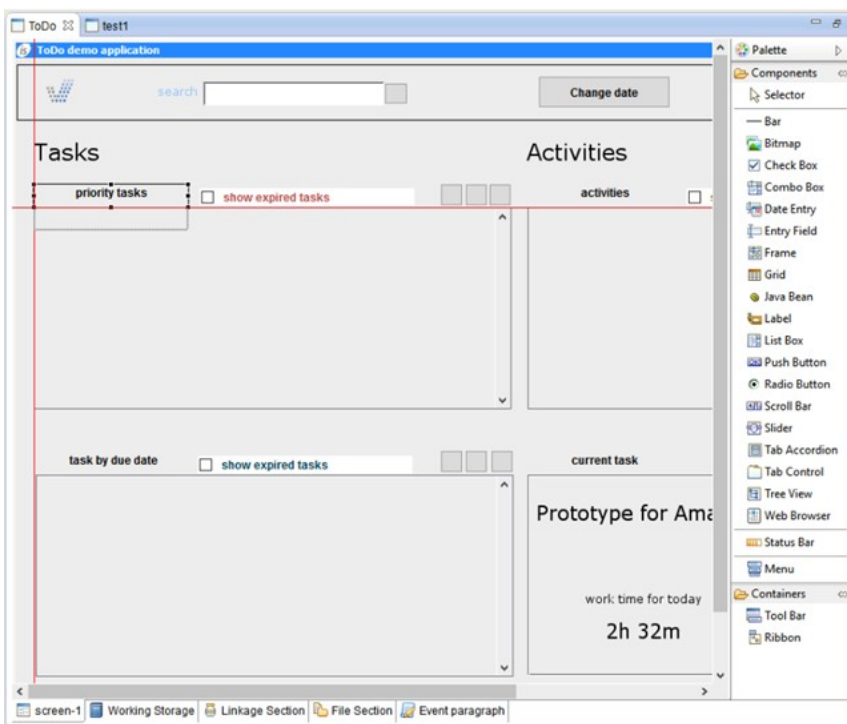 ToDo
test1
ToDo demo application
search
Change date
Tasks
Activities
priority tasks
show expired tasks
activities
task by due date
show expired tasks
current task
Prototype for Ama
work time for today
2h 32m
Palette
Components
Selector
Bar
Bitmap
Check Box
Combo Box
Date Entry
Entry Field
Frame
Grid
Java Bean
Label
List Box
Push Button
Radio Button
Scroll Bar
Slider
Tab Accordion
Tab Control
Tree View
Web Browser
Status Bar
Menu
Containers
Tool Bar
Ribbon
screen-1 Working Storage Linkage Section File Section Event paragraph